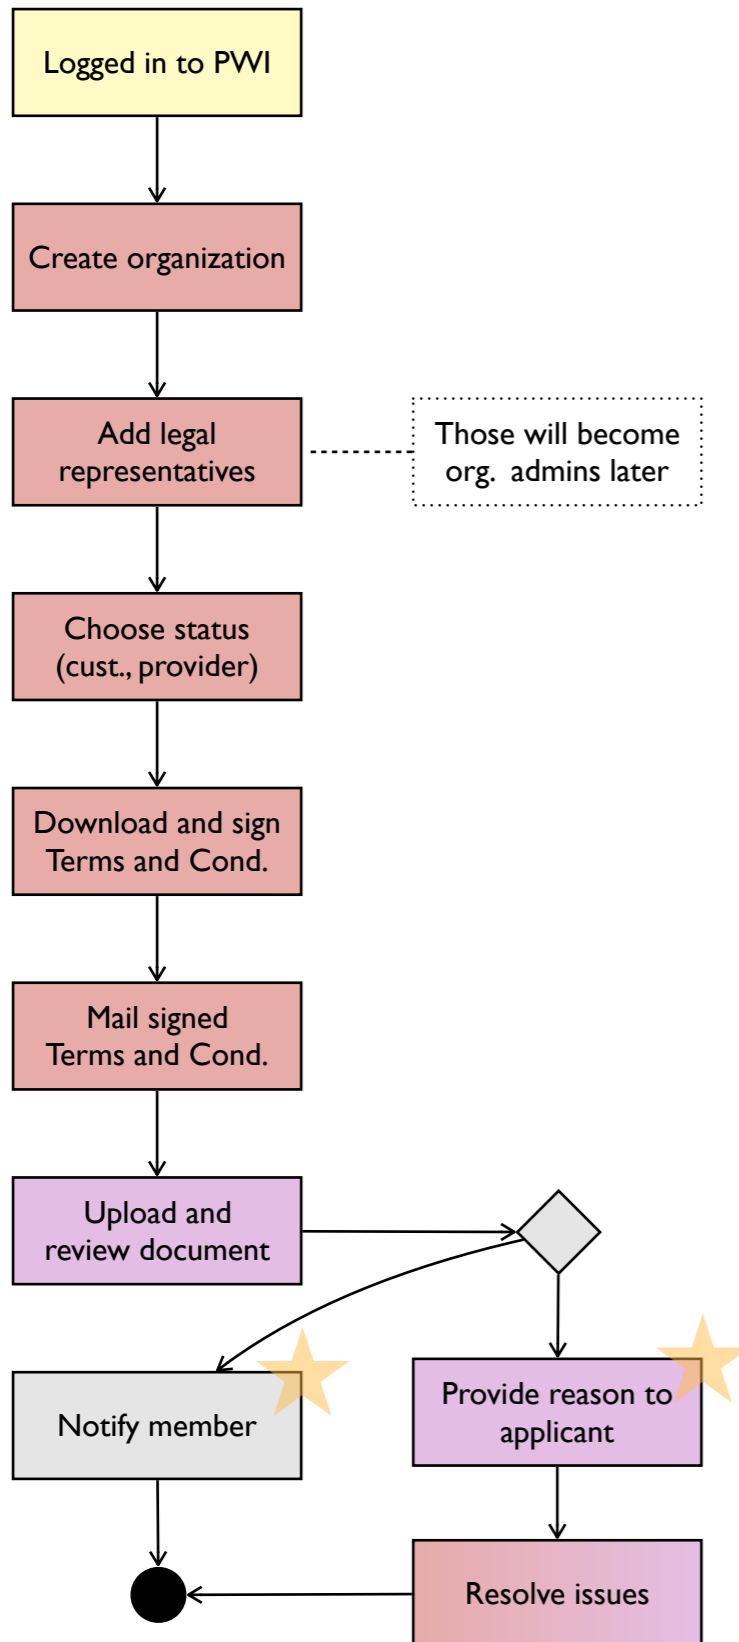 Logged in to PWI
Create organization
Add legal
representatives
Those will become
org. admins later
Choose status
(cust., provider)
Download and sign
Terms and Cond.
Mail signed
Terms and Cond.
Upload and
review document
Notify member
Provide reason to
applicant
Resolve issues